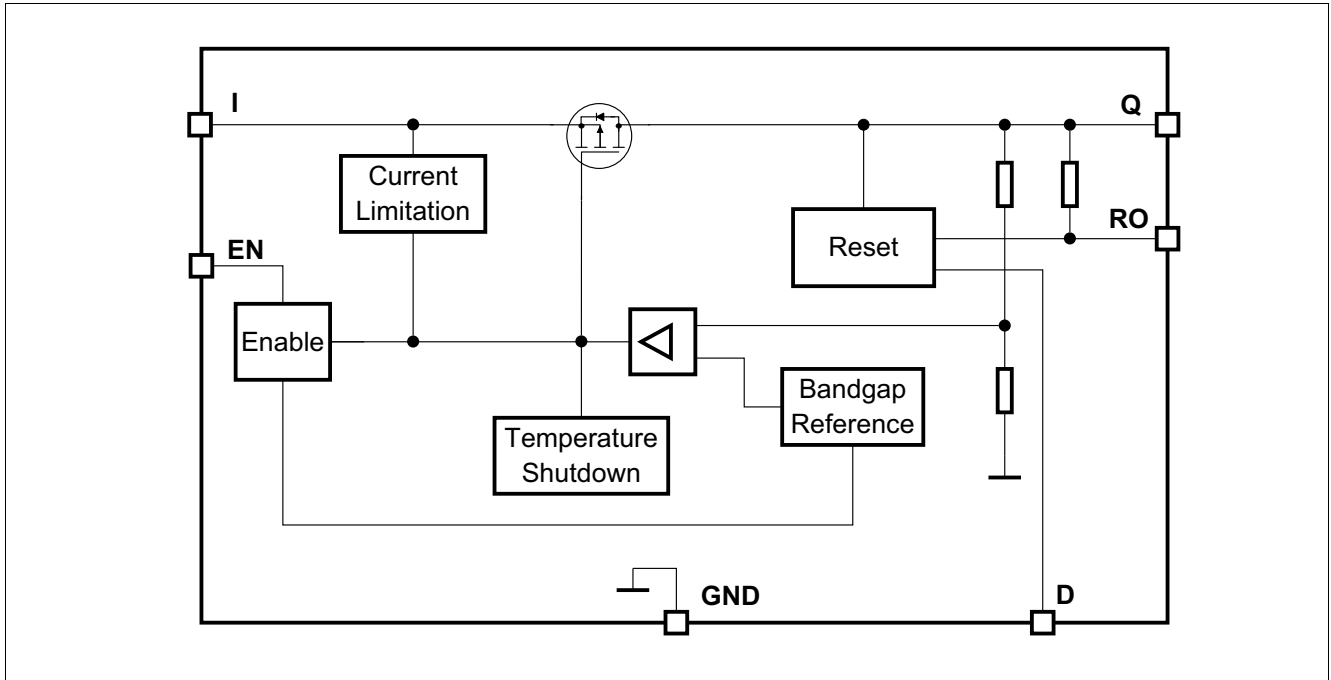 I
Q
Current
Limitation
EN
Reset
RO
Enable
Bandgap
Reference
Temperature
Shutdown
GND
D